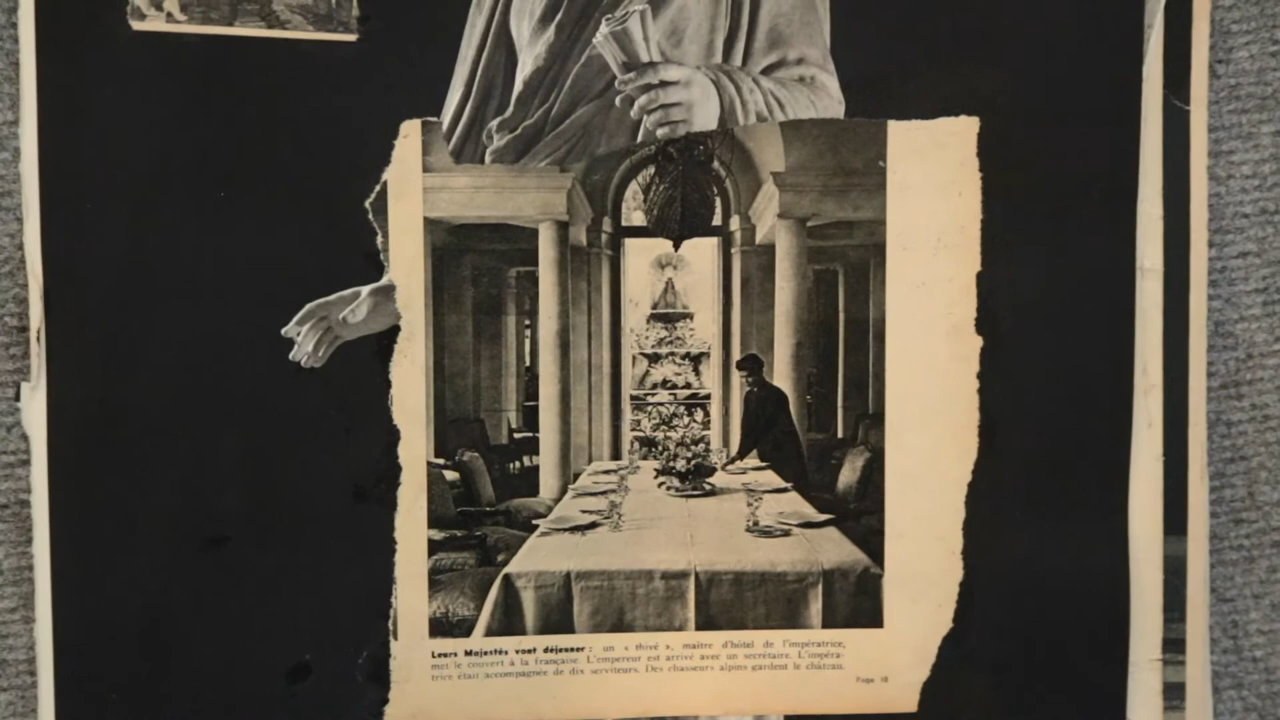 Leurs Majestés vont déjeuner : un « thivé », maître d'hôtel de l'impératrice,
met le couvert à la française. L'empereur est arrivé avec un secrétaire. L'impéra-
trice était accompagnée de dix serviteurs. Des chasseurs alpins gardent le château.
Page 10